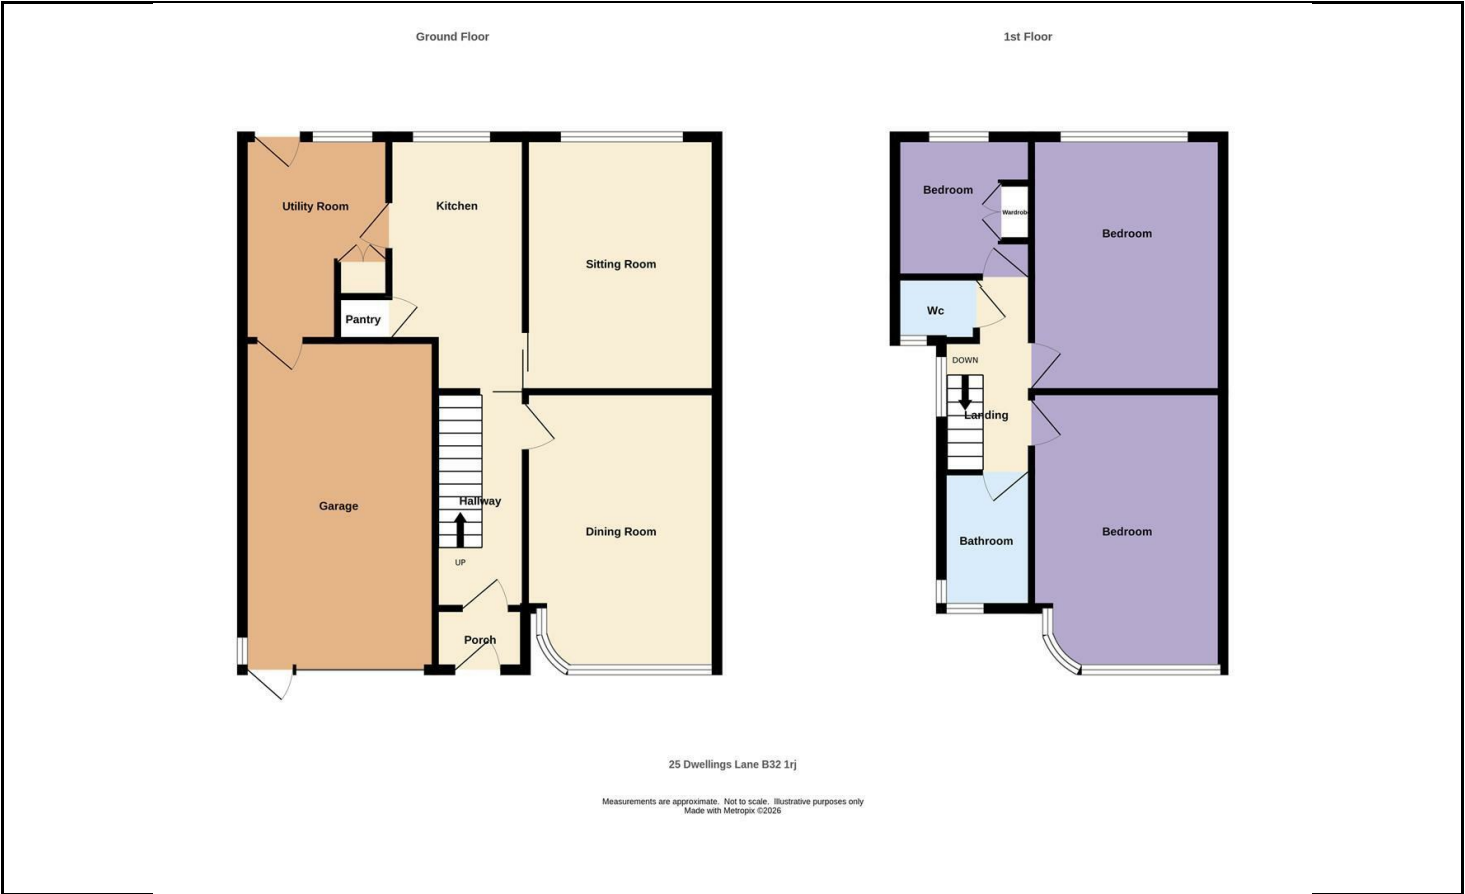 Ground Floor
1st Floor
Utility Room
Kitchen
Sitting Room
Pantry
Garage
Hallway
UP
Dining Room
Porch
Bedroom
Wardrobe
Bedroom
Wc
DOWN
Landing
Bathroom
Bedroom
25 Dwellings Lane B32 1rj
Measurements are approximate. Not to scale. Illustrative purposes only
Made with Metropix ©2026